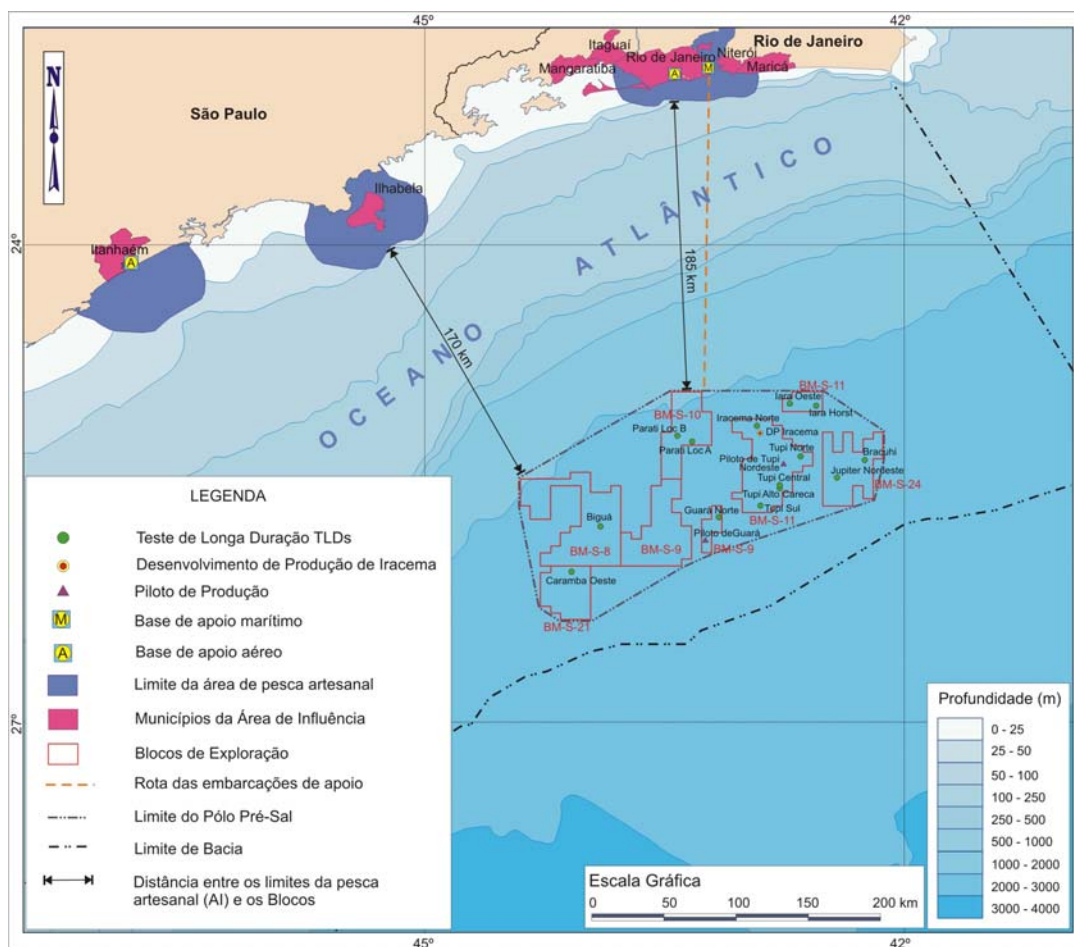 45º
42º
Rio de Janeiro
Itaguaí
Rio de Janeiro
Niterói
M
A
Mangaratiba
Maricá
N
São Paulo
OCEANO ATLÂNTICO
Ilhabela
24º
Itanhaém
A
185 km
170 km
BM-S-11
Iara Oeste
Iara Horst
BM-S-10
Iracema Norte
DP Iracema
Parati Loc B
Parati Loc A
Tupi Norte
Piloto de Tupi
Nordeste
Bracuhi
Jupiter Nordeste
Tupi Central
BM-S-24
Tupi Alto Careca
Tupi Sul
BM-S-11
Guará Norte
Biguá
Piloto deGuará
BM-S-8
BM-S-9
BM-S-9
Caramba Oeste
BM-S-21
27º
LEGENDA
Teste de Longa Duração TLDs
Desenvolvimento de Produção de Iracema
Piloto de Produção
M Base de apoio marítimo
A Base de apoio aéreo
Limite da área de pesca artesanal
Municípios da Área de Influência
Blocos de Exploração
Rota das embarcações de apoio
Limite do Pólo Pré-Sal
Limite de Bacia
Distância entre os limites da pesca
artesanal (AI) e os Blocos
Escala Gráfica
0 50 100 150 200 km
Profundidade (m)
0 - 25
25 - 50
50 - 100
100 - 250
250 - 500
500 - 1000
1000 - 2000
2000 - 3000
3000 - 4000
45º
42º